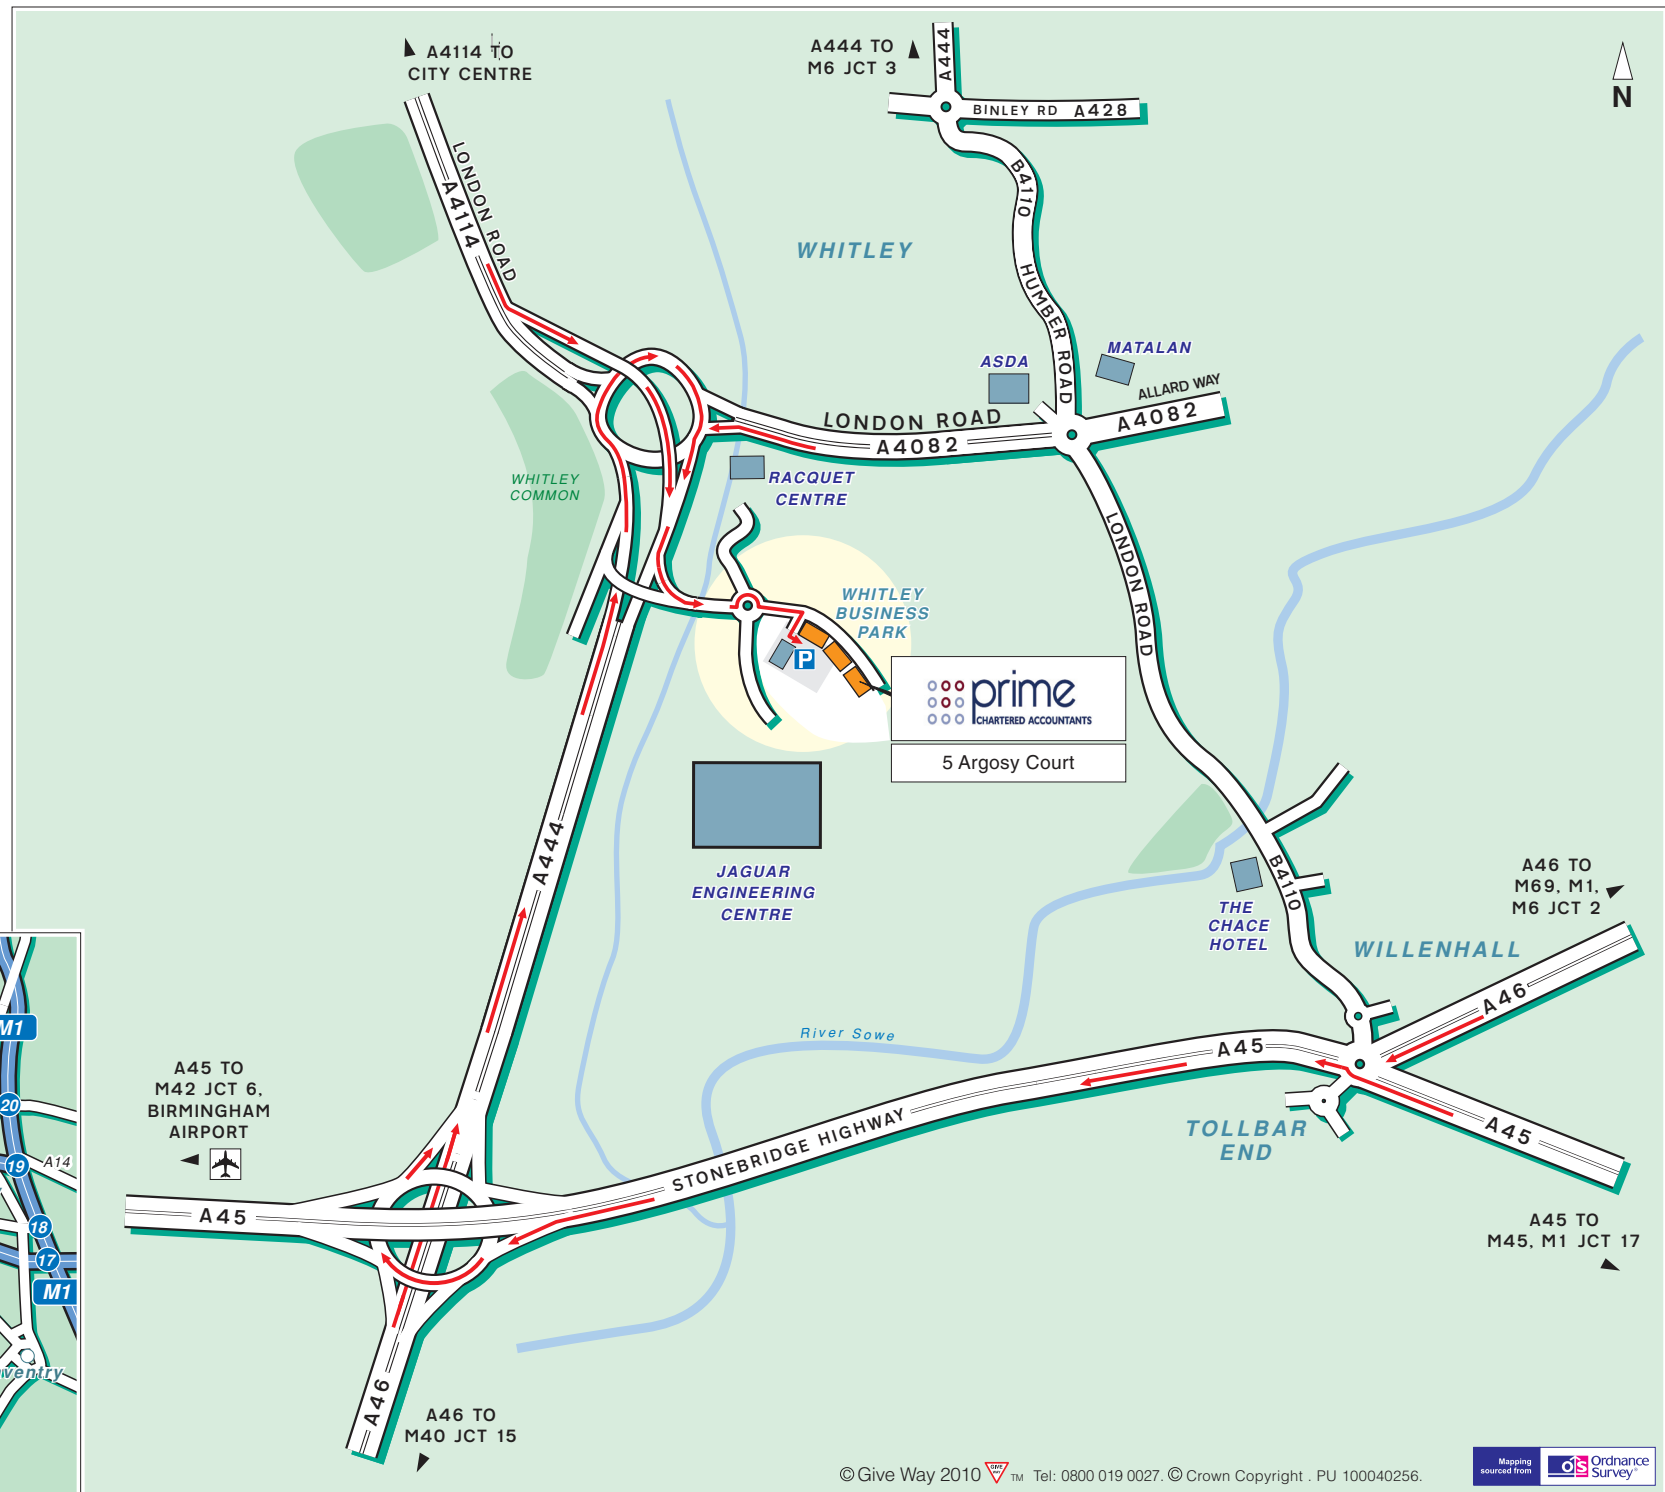 A4114 TO
CITY CENTRE
A444 TO
M6 JCT 3
A444
N
BINLEY RD A428
LONDON ROAD
A4114
B4110
WHITLEY
HUMBER ROAD
ASDA
MATALAN
ALLARD WAY
A4082
LONDON ROAD
A4082
WHITLEY
COMMON
RACQUET
CENTRE
LONDON ROAD
WHITLEY
BUSINESS
PARK
P
prime
CHARTERED ACCOUNTANTS
5 Argosy Court
A444
JAGUAR
ENGINEERING
CENTRE
B4110
THE
CHACE
HOTEL
A46 TO
M69, M1,
M6 JCT 2
WILLENHALL
A46
River Sowe
A45
M1
20
19
A14
18
17
M1
ventry
A45 TO
M42 JCT 6,
BIRMINGHAM
AIRPORT
TOLLBAR
END
A45
STONEBRIDGE HIGHWAY
A45
A45 TO
M45, M1 JCT 17
A46
A46 TO
M40 JCT 15
© Give Way 2010 GIVE WAY TM Tel: 0800 019 0027. © Crown Copyright . PU 100040256.
Mapping
sourced from
OS Ordnance
Survey®